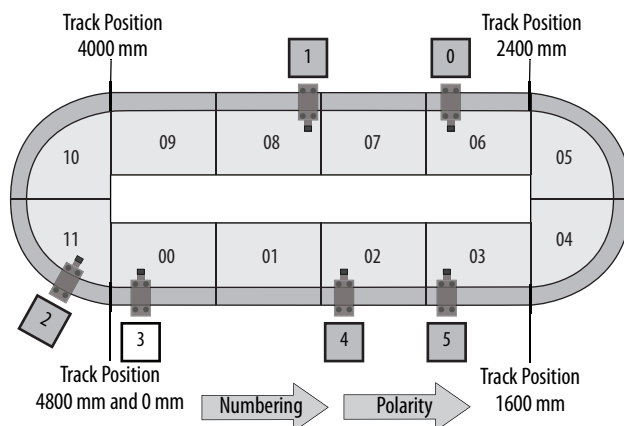 Track Position
4000 mm
Track Position
2400 mm
1
0
09
08
07
06
10
05
11
04
00
01
02
03
2
3
4
5
Track Position
4800 mm and 0 mm
Numbering
Polarity
Track Position
1600 mm